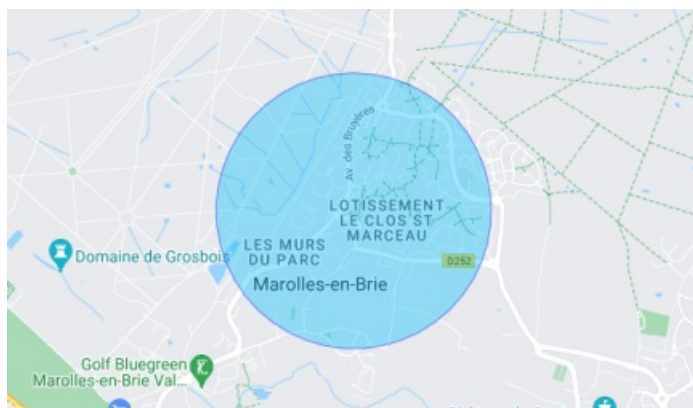 Av. des Bruyères
LOTISSEMENT
LE CLOS ST
MARCEAU
LES MURS
DU PARC
D252
Domaine de Grosbois
Marolles-en-Brie
Golf Bluegreen
Marolles-en-Brie Val...